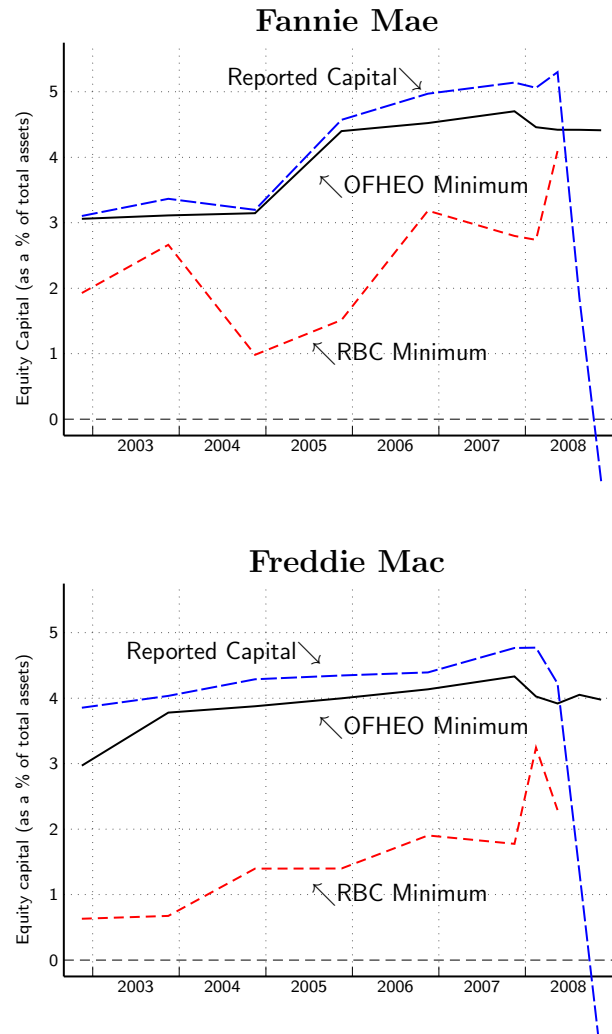 Fannie Mae
Equity Capital (as a % of total assets)
5
4
3
2
1
0
Reported Capital
OFHEO Minimum
RBC Minimum
2003 2004 2005 2006 2007 2008
Freddie Mac
Equity capital (as a % of total assets)
5
4
3
2
1
0
Reported Capital
OFHEO Minimum
RBC Minimum
2003 2004 2005 2006 2007 2008